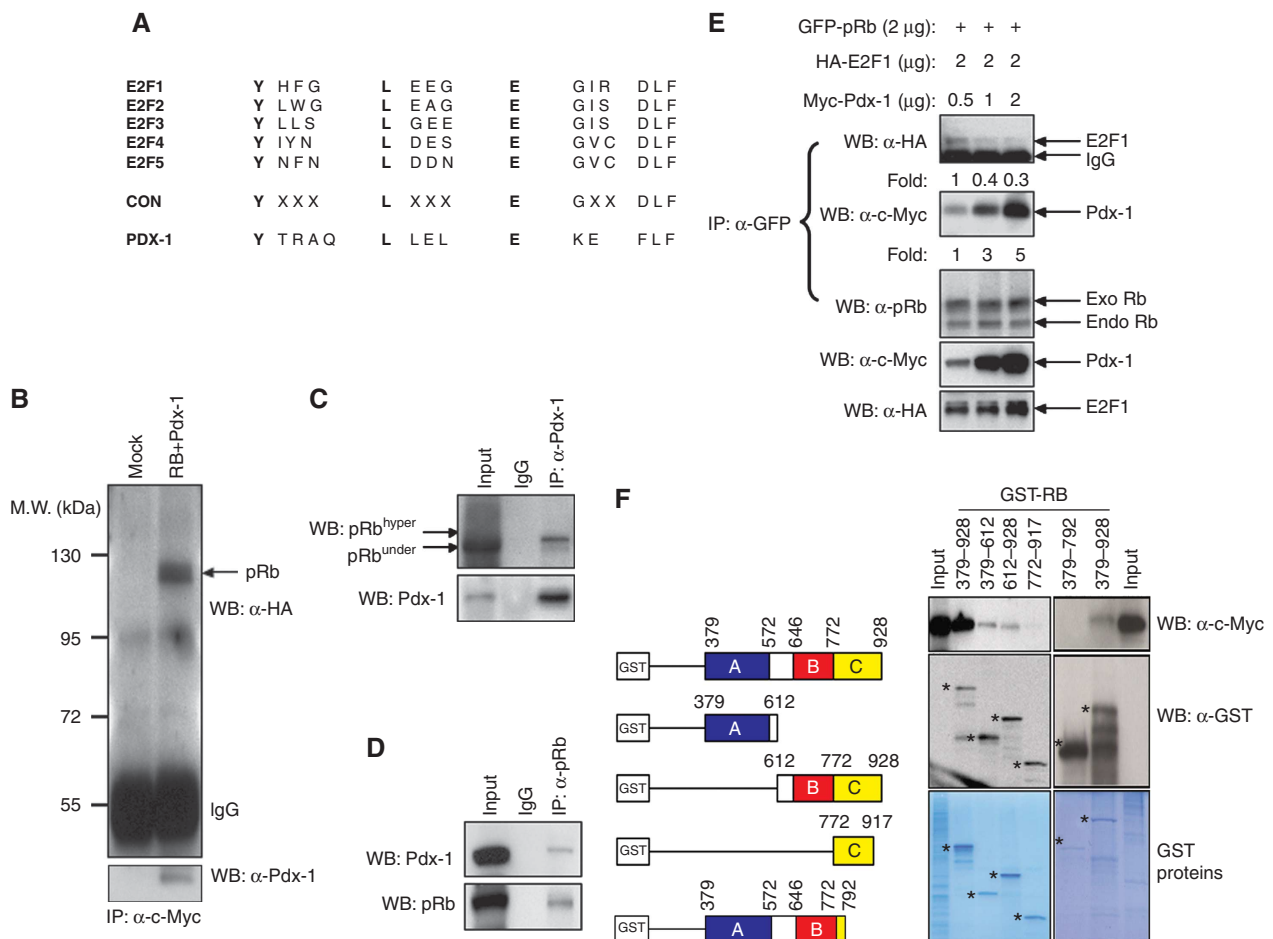 A
E2F1 Y HFG L EEG E GIR DLF
E2F2 Y LWG L EAG E GIS DLF
E2F3 Y LLS L GEE E GIS DLF
E2F4 Y IYN L DES E GVC DLF
E2F5 Y NFN L DDN E GVC DLF
CON Y XXX L XXX E GXX DLF
PDX-1 Y TRAQ L LEL E KE FLF
B
Mock
RB+Pdx-1
M.W. (kDa)
130
pRb
WB: α-HA
95
72
55
IgG
WB: α-Pdx-1
IP: α-c-Myc
C
Input
IgG
IP: α-Pdx-1
WB: pRb^hyper
pRb^under
WB: Pdx-1
D
Input
IgG
IP: α-pRb
WB: Pdx-1
WB: pRb
E
GFP-pRb (2 μg): + + +
HA-E2F1 (μg): 2 2 2
Myc-Pdx-1 (μg): 0.5 1 2
WB: α-HA
E2F1
IgG
Fold: 1 0.4 0.3
IP: α-GFP
WB: α-c-Myc
Pdx-1
Fold: 1 3 5
WB: α-pRb
Exo Rb
Endo Rb
WB: α-c-Myc
Pdx-1
WB: α-HA
E2F1
F
379 572 646 772 928
GST A B C
379 612
GST A
612 772 928
GST B C
772 917
GST C
379 572 646 772 792
GST A B
GST-RB
Input
379–928
379–612
612–928
772–917
379–792
379–928
Input
WB: α-c-Myc
* * * * * *
WB: α-GST
* * * * * *
GST
proteins